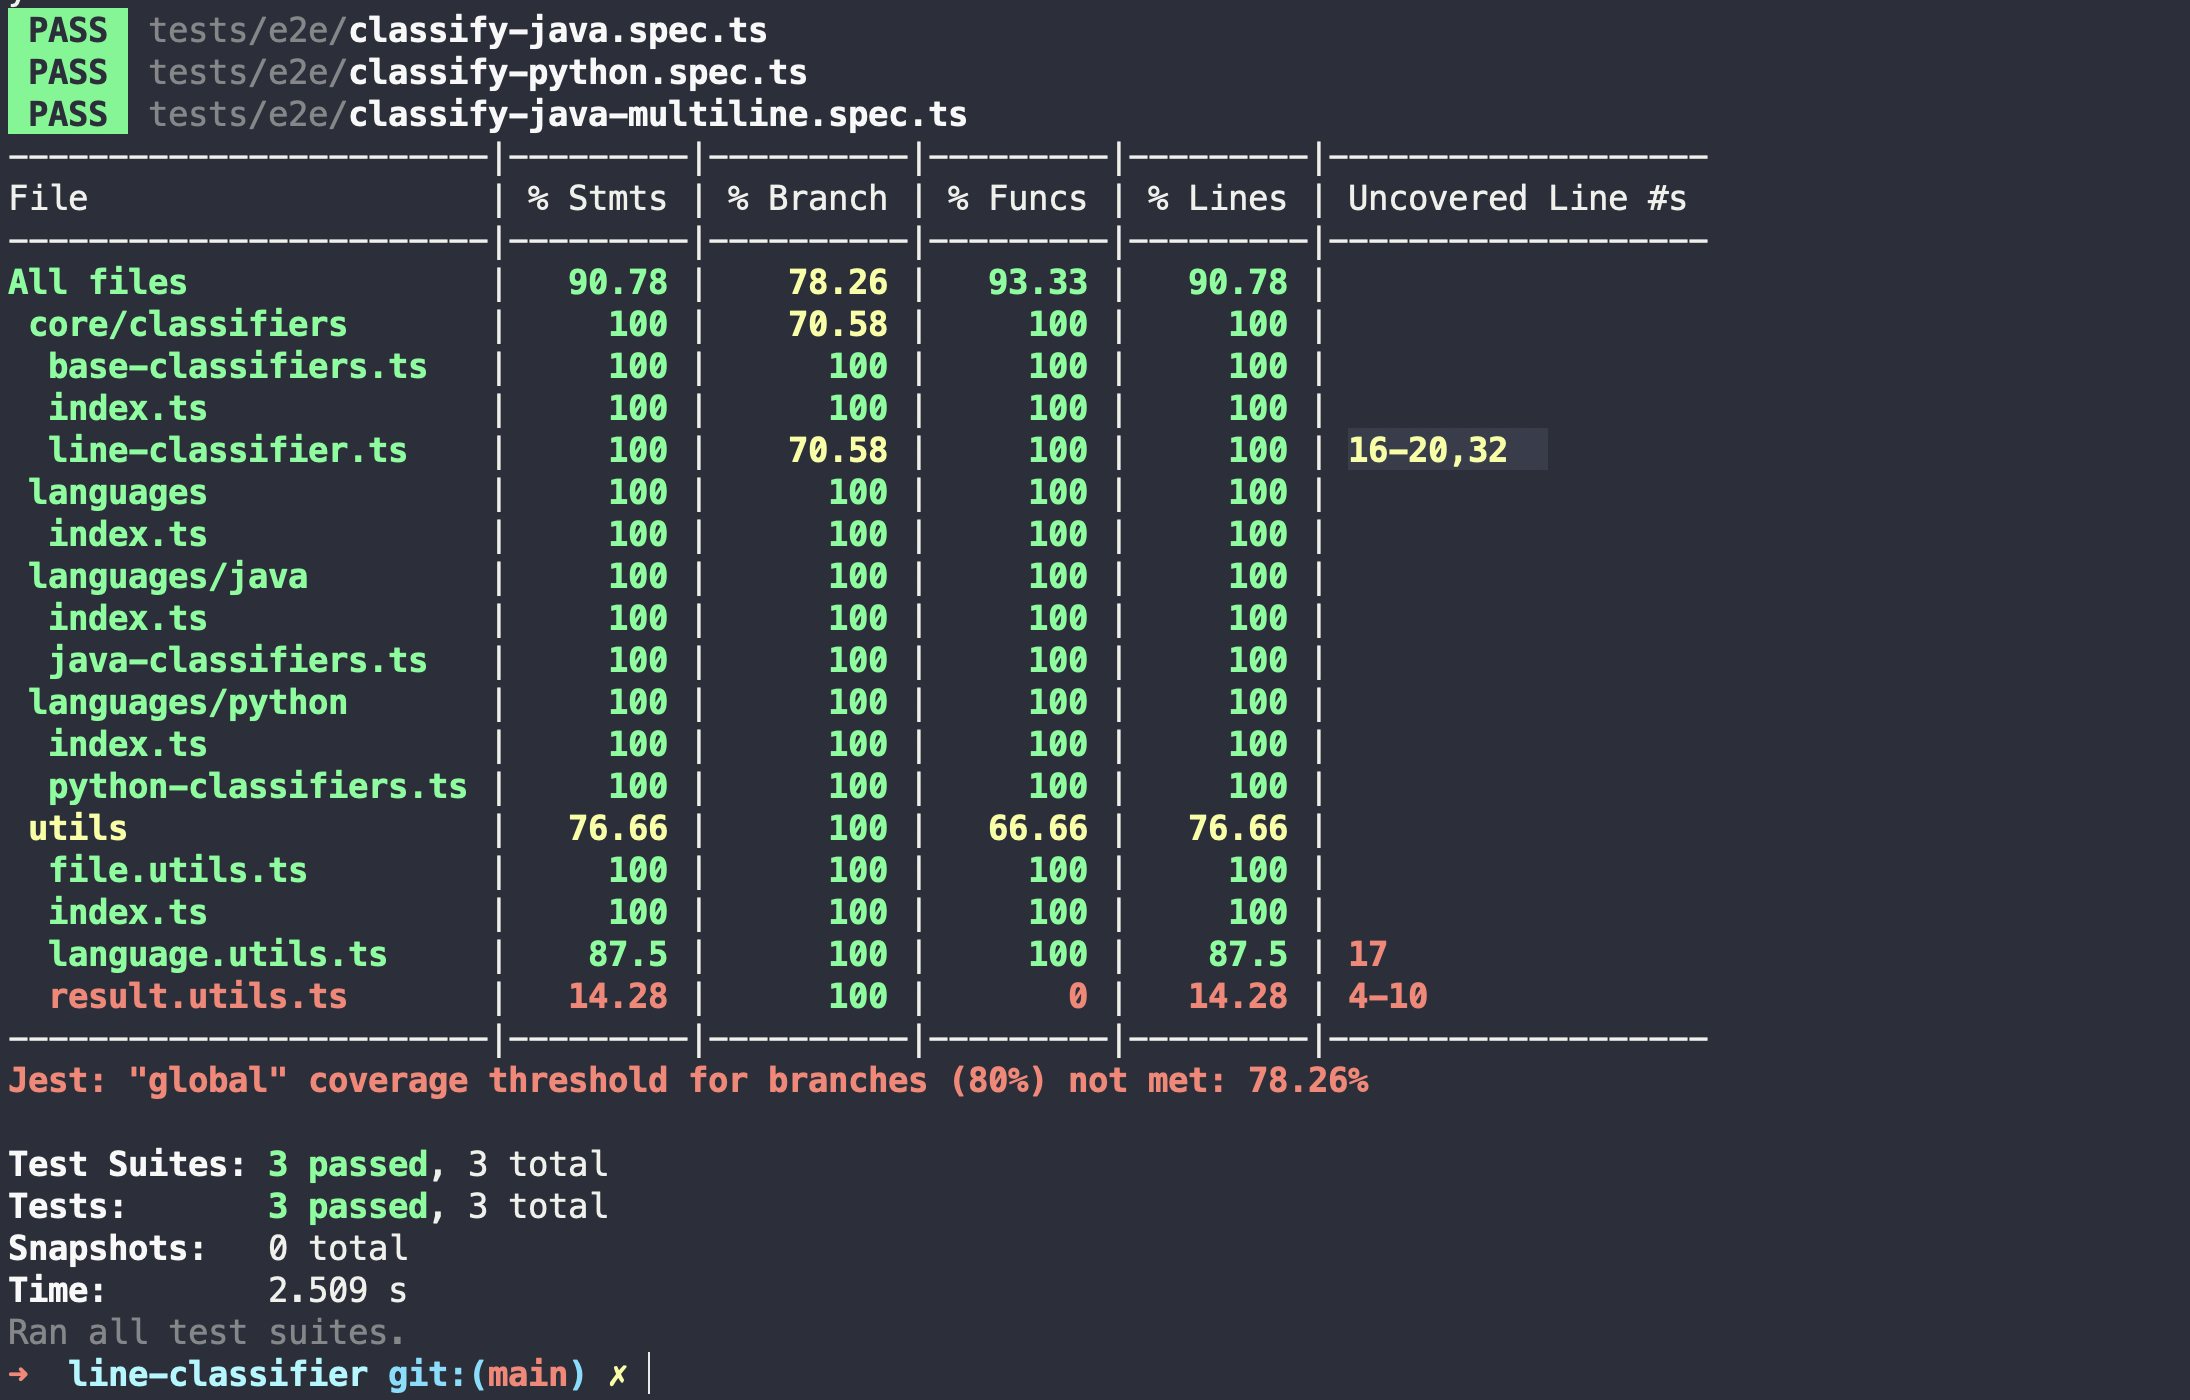 PASS tests/e2e/classify-java.spec.ts
PASS tests/e2e/classify-python.spec.ts
PASS tests/e2e/classify-java-multiline.spec.ts
------------------------|---------|----------|---------|---------|-------------------
File                    | % Stmts | % Branch | % Funcs | % Lines | Uncovered Line #s
------------------------|---------|----------|---------|---------|-------------------
All files               |   90.78 |    78.26 |   93.33 |   90.78 |
 core/classifiers       |     100 |    70.58 |     100 |     100 |
  base-classifiers.ts   |     100 |      100 |     100 |     100 |
  index.ts              |     100 |      100 |     100 |     100 |
  line-classifier.ts    |     100 |    70.58 |     100 |     100 | 16-20,32
 languages              |     100 |      100 |     100 |     100 |
  index.ts              |     100 |      100 |     100 |     100 |
 languages/java         |     100 |      100 |     100 |     100 |
  index.ts              |     100 |      100 |     100 |     100 |
  java-classifiers.ts   |     100 |      100 |     100 |     100 |
 languages/python       |     100 |      100 |     100 |     100 |
  index.ts              |     100 |      100 |     100 |     100 |
  python-classifiers.ts |     100 |      100 |     100 |     100 |
 utils                  |   76.66 |      100 |   66.66 |   76.66 |
  file.utils.ts         |     100 |      100 |     100 |     100 |
  index.ts              |     100 |      100 |     100 |     100 |
  language.utils.ts     |    87.5 |      100 |     100 |    87.5 | 17
  result.utils.ts       |   14.28 |      100 |       0 |   14.28 | 4-10
------------------------|---------|----------|---------|---------|-------------------
Jest: "global" coverage threshold for branches (80%) not met: 78.26%
Test Suites: 3 passed, 3 total
Tests:       3 passed, 3 total
Snapshots:   0 total
Time:        2.509 s
Ran all test suites.
➜  line-classifier git:(main) ✗